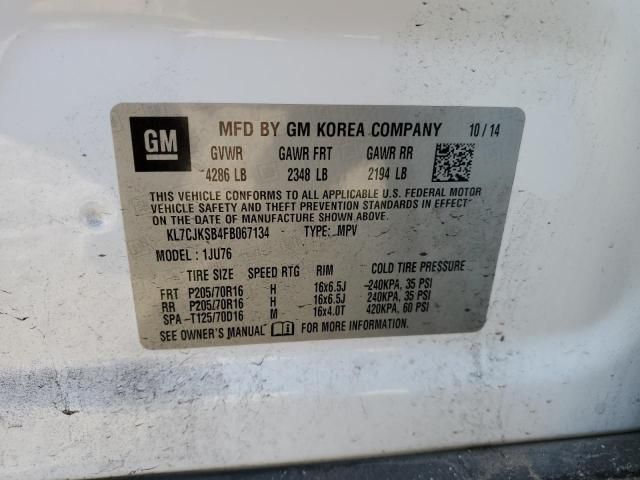 GM MFD BY GM KOREA COMPANY 10/14
GVWR GAWR FRT GAWR RR
4286 LB 2348 LB 2194 LB
THIS VEHICLE CONFORMS TO ALL APPLICABLE U.S. FEDERAL MOTOR
VEHICLE SAFETY AND THEFT PREVENTION STANDARDS IN EFFECT ON
THE DATE OF MANUFACTURE SHOWN ABOVE.
KL7CJKSB4FB067134 TYPE: MPV
MODEL : 1JU76
TIRE SIZE SPEED RTG RIM COLD TIRE PRESSURE
FRT P205/70R16 H 16x6.5J 240KPA, 35 PSI
RR P205/70R16 H 16x6.5J 240KPA, 35 PSI
SPA T125/70D16 M 16x4.0T 420KPA, 60 PSI
SEE OWNER'S MANUAL FOR MORE INFORMATION.